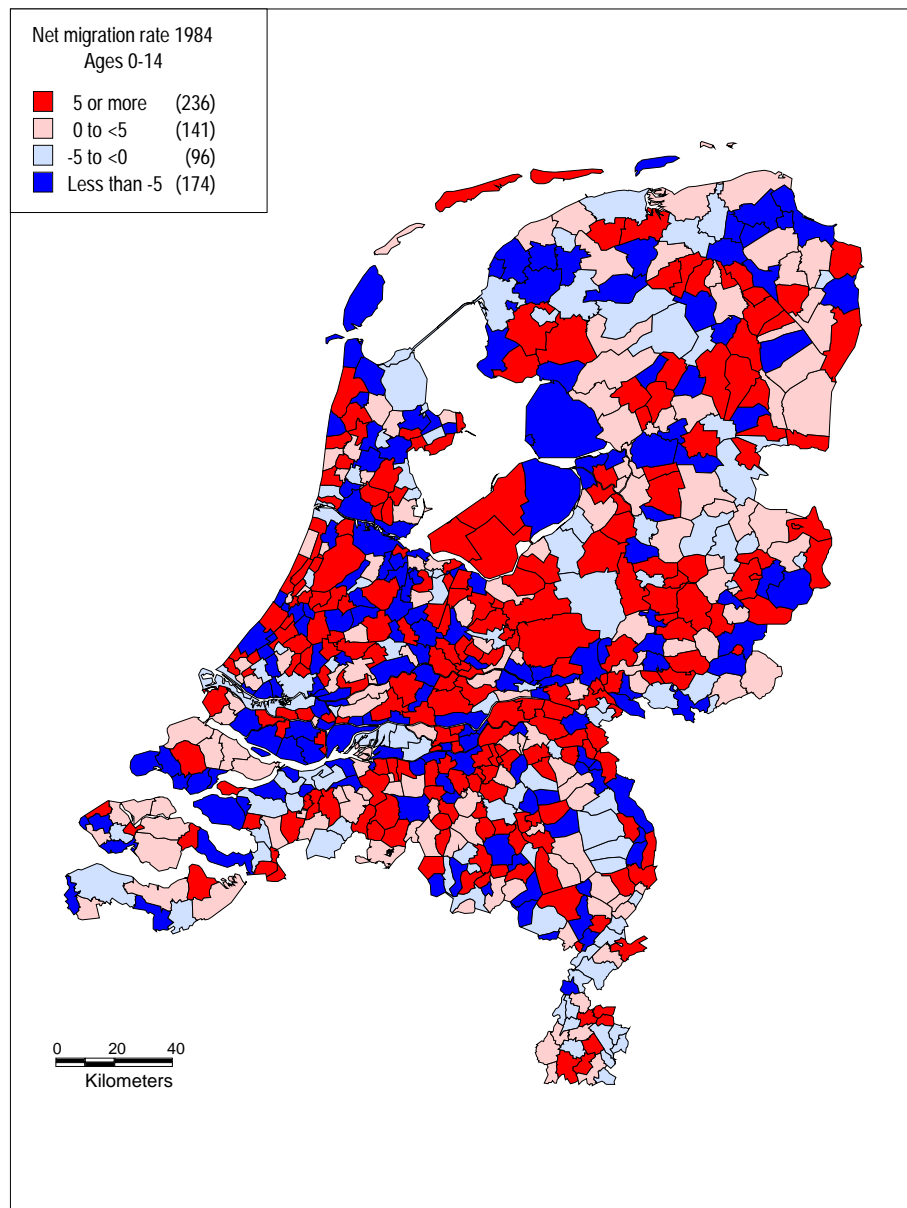 Net migration rate 1984
Ages 0-14
5 or more (236)
0 to <5 (141)
-5 to <0 (96)
Less than -5 (174)
0 20 40
Kilometers